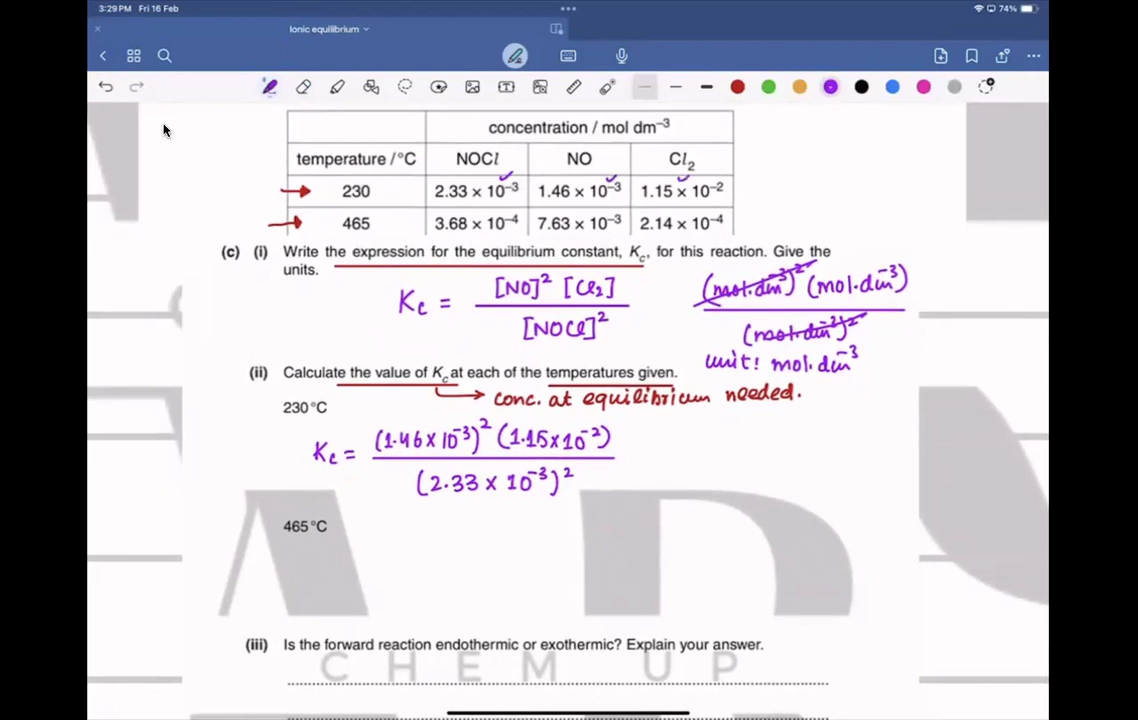 3:29 PM Fri 16 Feb
74%
Ionic equilibrium
concentration / mol dm⁻³
temperature / °C NOCl NO Cl₂
230 2.33 × 10⁻³ 1.46 × 10⁻³ 1.15 × 10⁻²
465 3.68 × 10⁻⁴ 7.63 × 10⁻³ 2.14 × 10⁻⁴
(c) (i) Write the expression for the equilibrium constant, K꜀, for this reaction. Give the
units.
K꜀ = [NO]² [Cl₂] / [NOCl]²
(mol.dm⁻³)² (mol.dm⁻³) / (mol.dm⁻³)²
unit: mol.dm⁻³
(ii) Calculate the value of K꜀ at each of the temperatures given.
conc. at equilibrium needed.
230 °C
K꜀ = (1.46 × 10⁻³)² (1.15 × 10⁻²) / (2.33 × 10⁻³)²
465 °C
(iii) Is the forward reaction endothermic or exothermic? Explain your answer.
CHEM UP